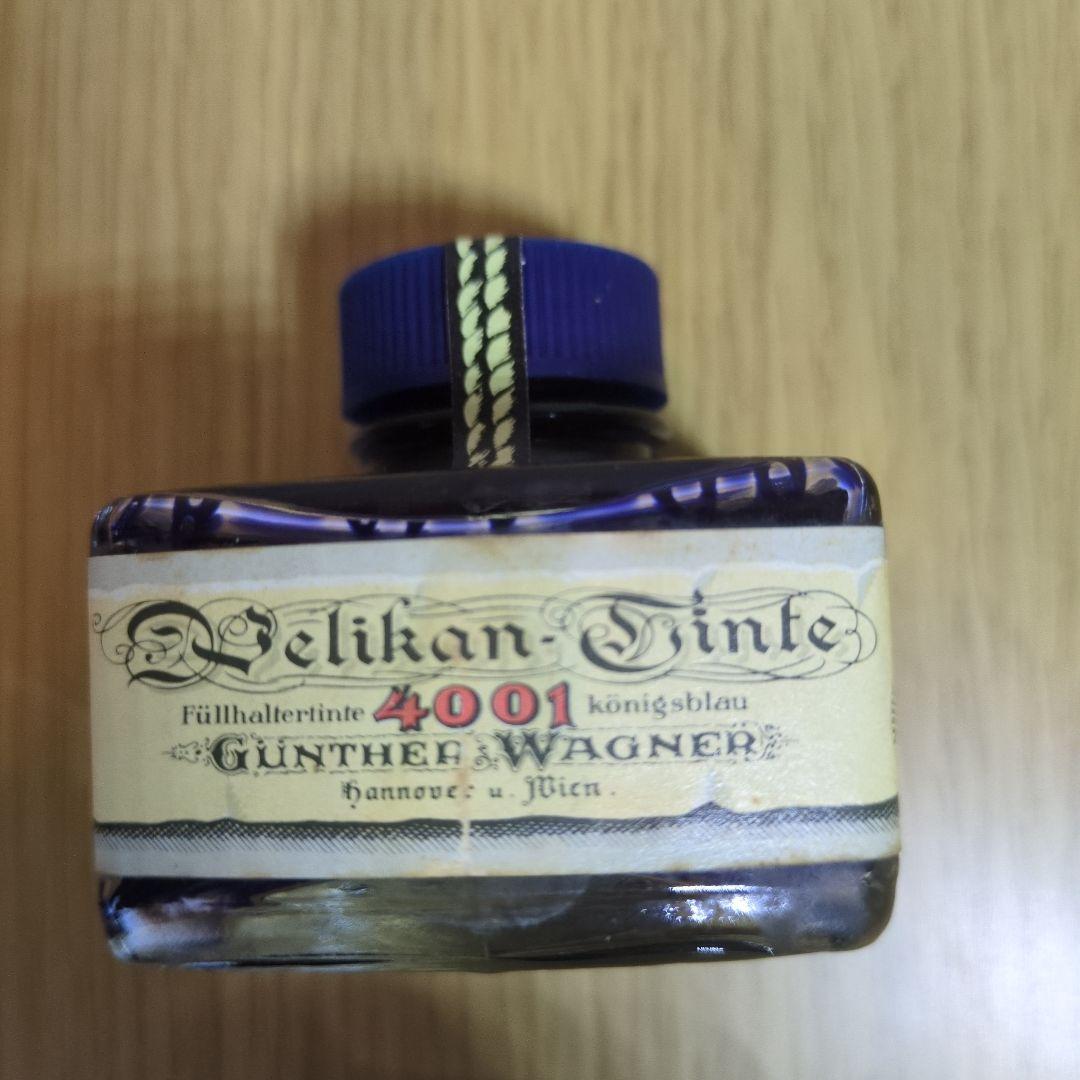 Pelikan-Tinte
Füllhaltertinte 4001 königsblau
GÜNTHER WAGNER
Hannover u. Wien.